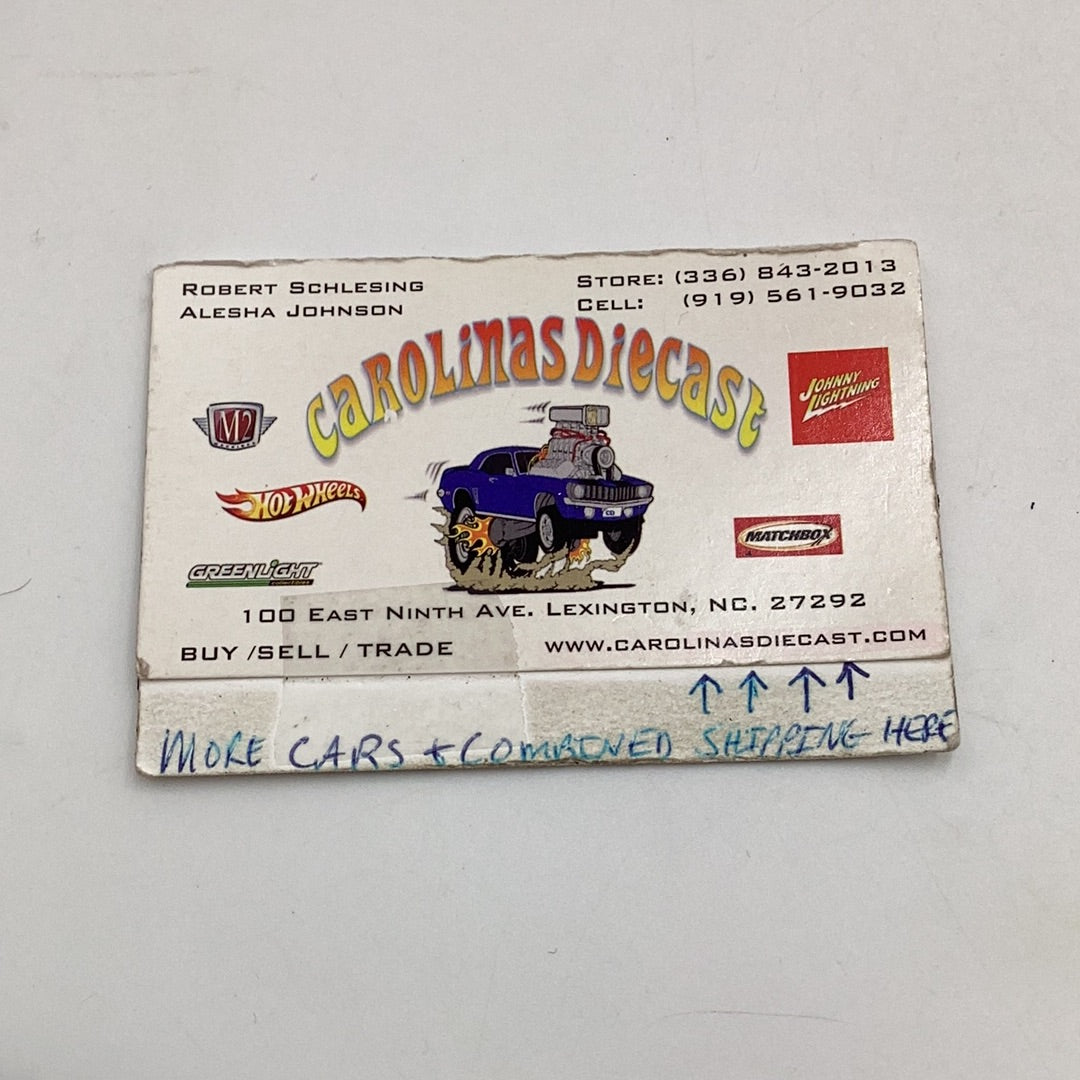 ROBERT SCHLESING
ALESHA JOHNSON
STORE: (336) 843-2013
CELL: (919) 561-9032
CAROLINAS DIECAST
M2
JOHNNY
LIGHTNING
HOT WHEELS
MATCHBOX
GREENLIGHT
collectibles
CD
100 EAST NINTH AVE. LEXINGTON, NC. 27292
BUY /SELL / TRADE
WWW.CAROLINASDIECAST.COM
↑ ↑ ↑ ↑
MORE CARS + COMBINED SHIPPING HERE